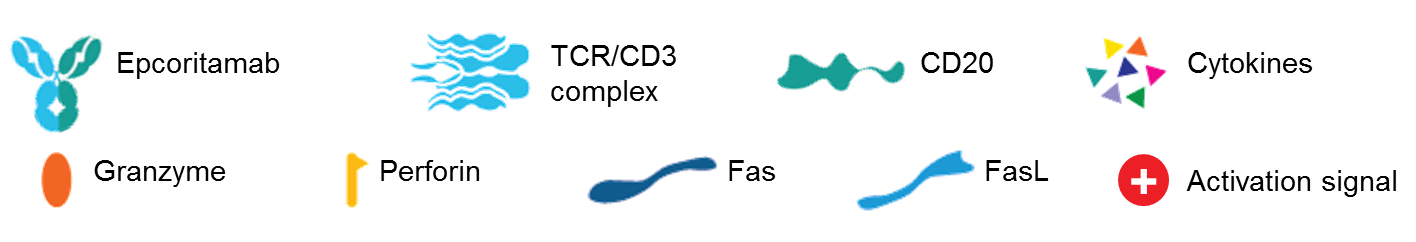 Epcoritamab
TCR/CD3
complex
CD20
Cytokines
Granzyme
Perforin
Fas
FasL
Activation signal